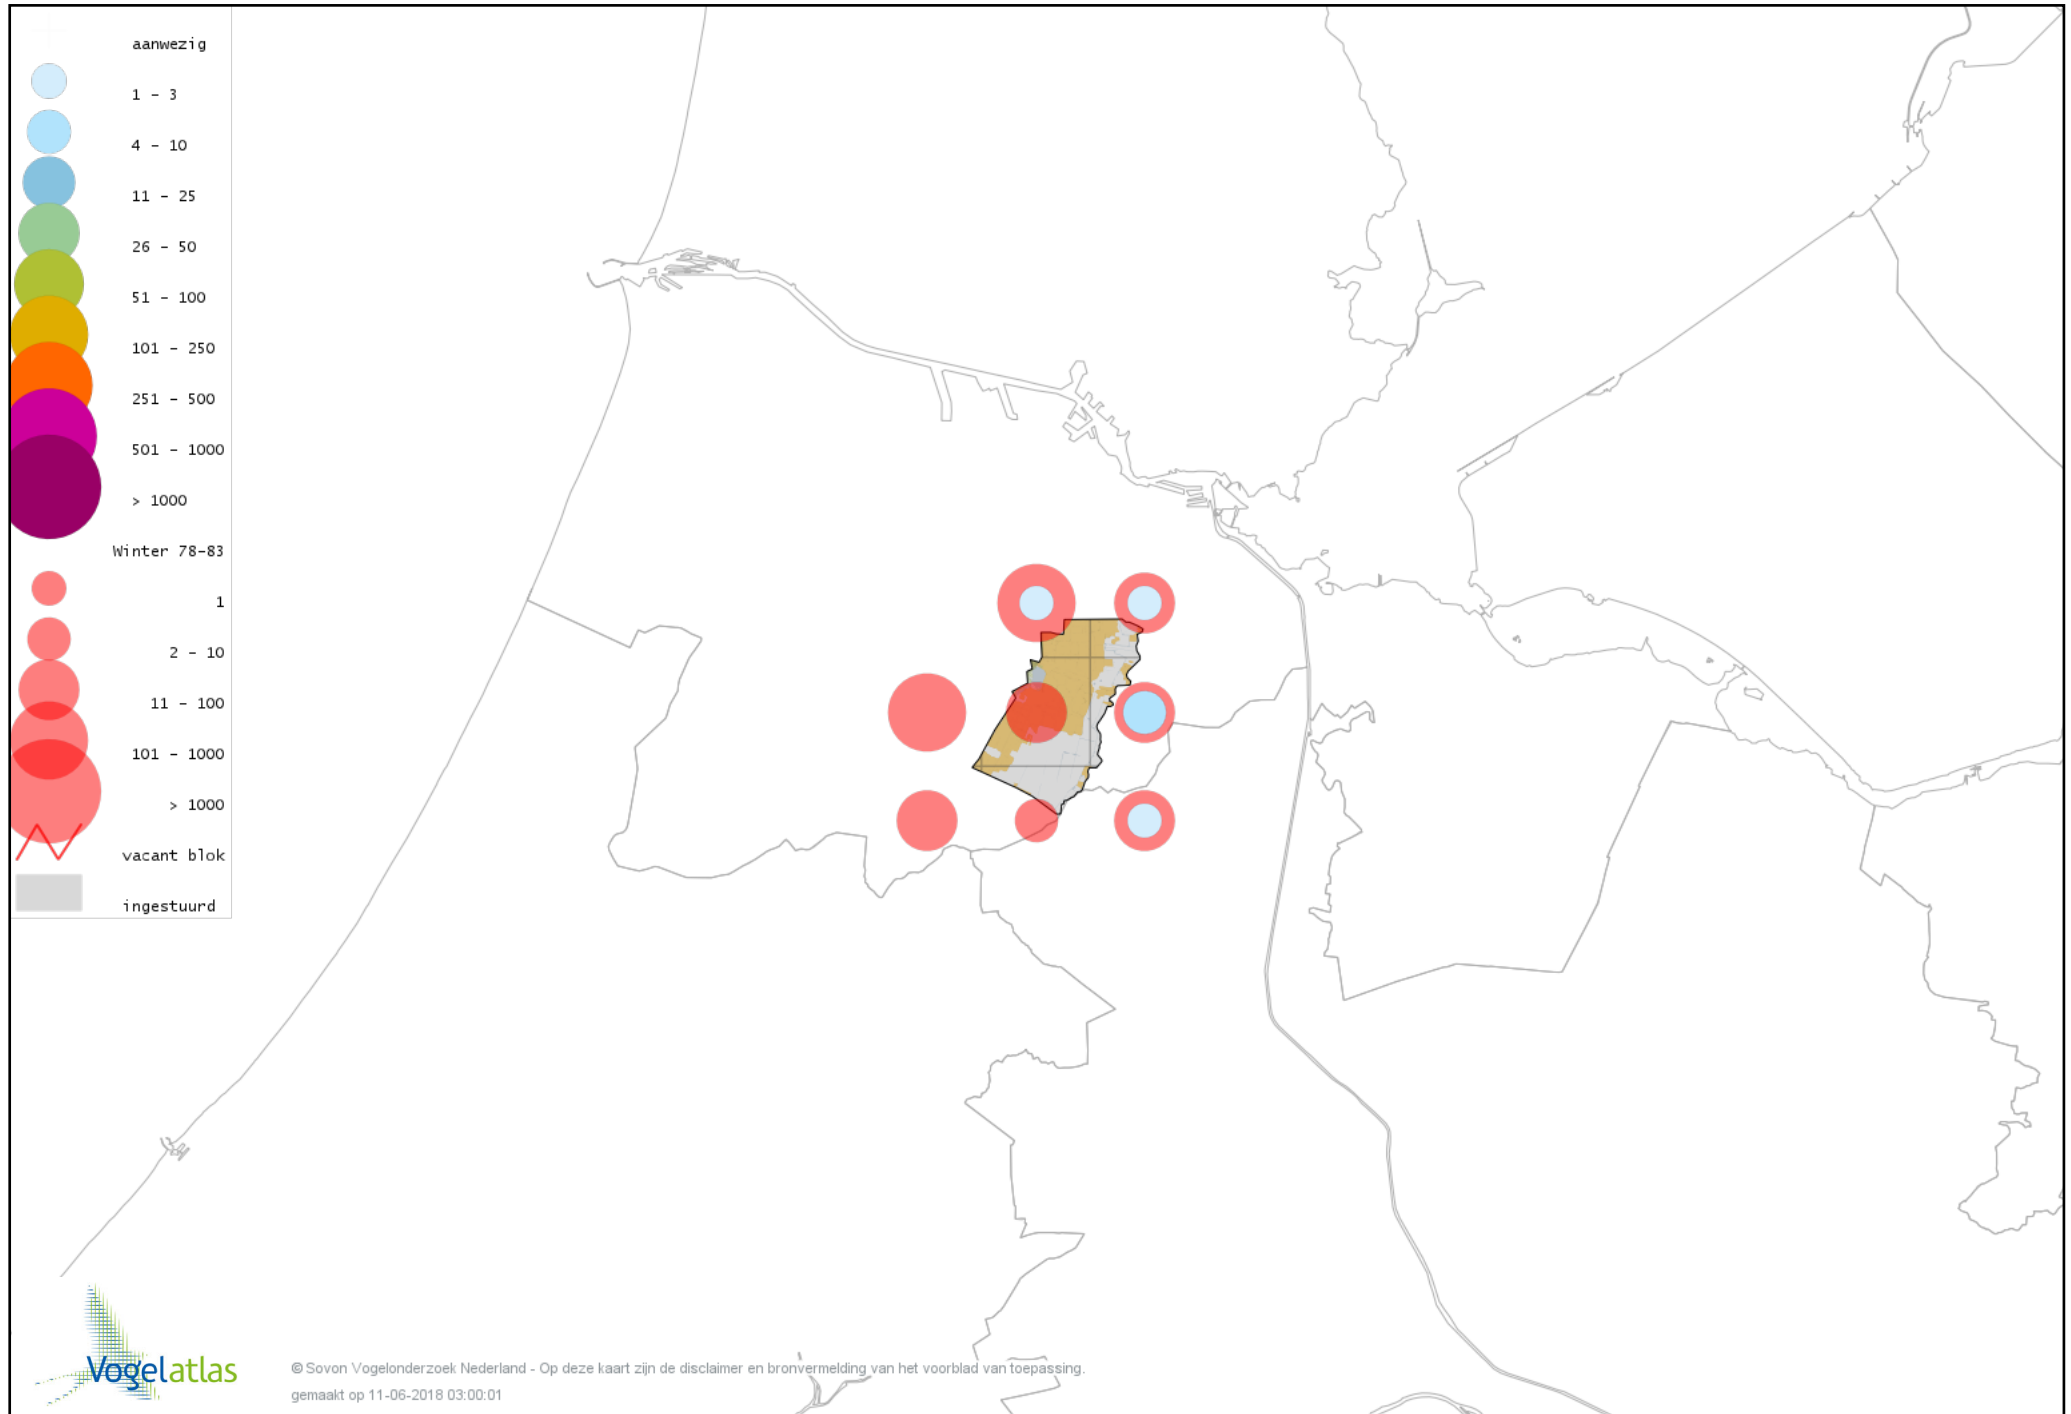 aanwezig
1 - 3
4 - 10
11 - 25
26 - 50
51 - 100
101 - 250
251 - 500
501 - 1000
> 1000
Winter 78-83
1
2 - 10
11 - 100
101 - 1000
> 1000
vacant blok
ingestuurd
Vogelatlas
© Sovon Vogelonderzoek Nederland - Op deze kaart zijn de disclaimer en bronvermelding van het voorblad van toepassing.
gemaakt op 11-06-2018 03:00:01